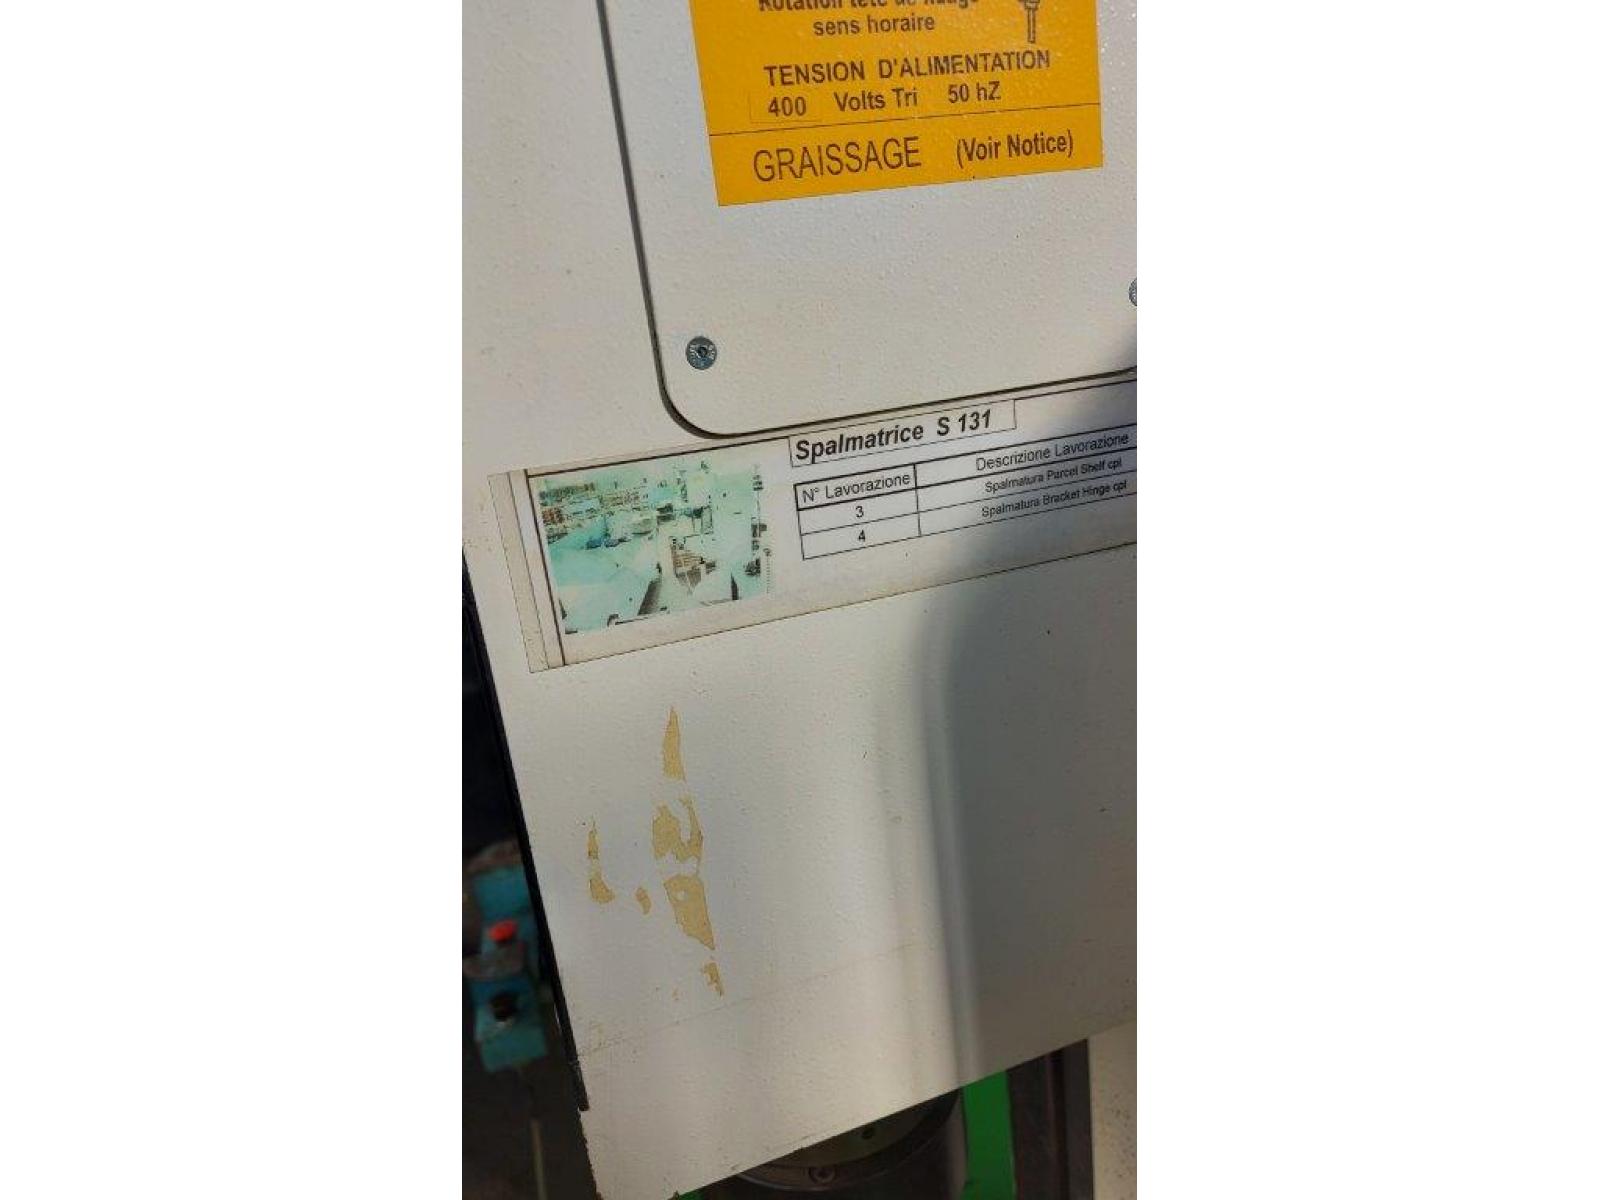 sens horaire
TENSION D'ALIMENTATION
400 Volts Tri 50 hZ
GRAISSAGE (Voir Notice)
Spalmatrice S 131
N° Lavorazione Descrizione Lavorazione
3 Spalmatura Parcel Shelf cpl
4 Spalmatura Bracket Hinge cpl